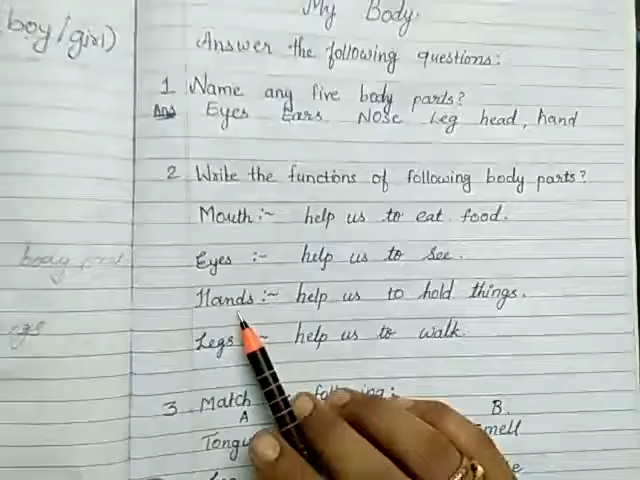 boy/girl)
My Body.
Answer the following questions:
1 Name any five body parts?
Ans Eyes Ears Nose Leg head, hand
2 Write the functions of following body parts?
Mouth:~ help us to eat food.
Eyes :~ help us to see.
Hands :~ help us to hold things.
Legs :~ help us to walk.
3 Match following:
A B.